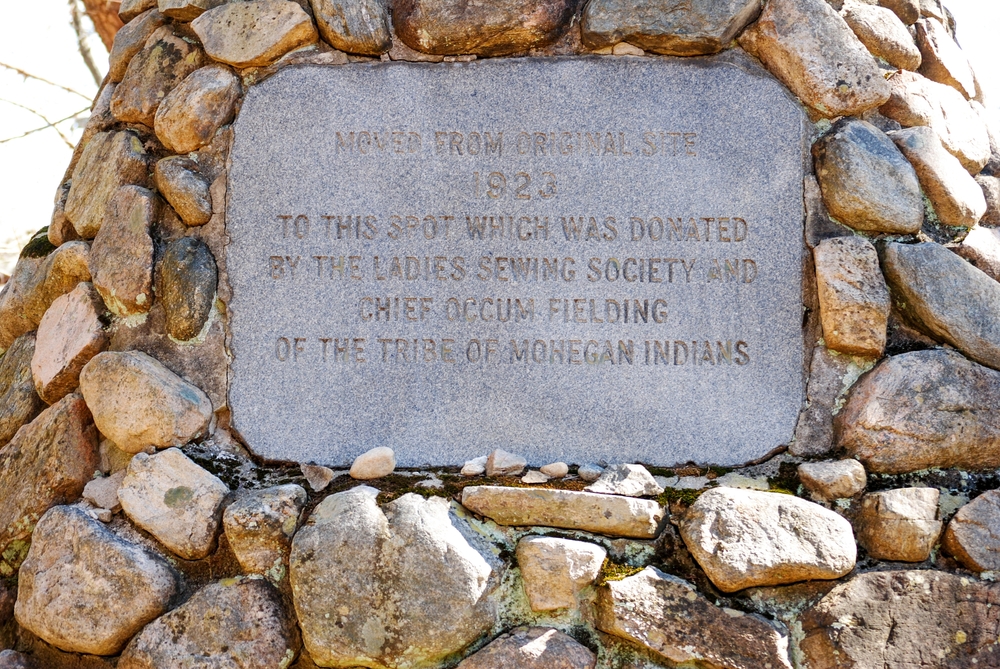 MOVED FROM ORIGINAL SITE
1923
TO THIS SPOT WHICH WAS DONATED
BY THE LADIES SEWING SOCIETY AND
CHIEF OCCUM FIELDING
OF THE TRIBE OF MOHEGAN INDIANS